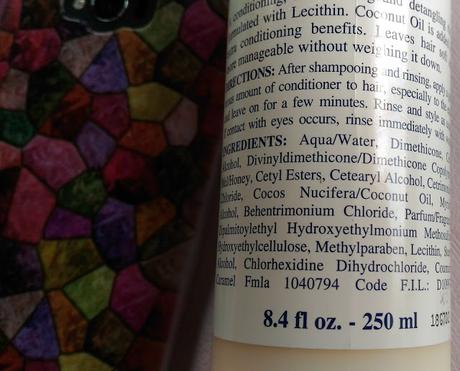 conditioning and detangling
formulated with Lecithin. Coconut Oil is
conditioning benefits. Leaves hair
more manageable without weighing it down.
DIRECTIONS: After shampooing and rinsing, apply
amount of conditioner to hair, especially to the
and leave on for a few minutes. Rinse and style as
If contact with eyes occurs, rinse immediately with
INGREDIENTS: Aqua/Water, Dimethicone,
Alcohol, Divinyldimethicone/Dimethicone
Mel/Honey, Cetyl Esters, Cetearyl Alcohol,
Chloride, Cocos Nucifera/Coconut Oil,
Alcohol, Behentrimonium Chloride,
Dipalmitoylethyl Hydroxyethylmonium
Hydroxyethylcellulose, Methylparaben, Lecithin,
Alcohol, Chlorhexidine Dihydrochloride,
Caramel Fmla 1040794 Code F.I.L.:
8.4 fl oz. - 250 ml